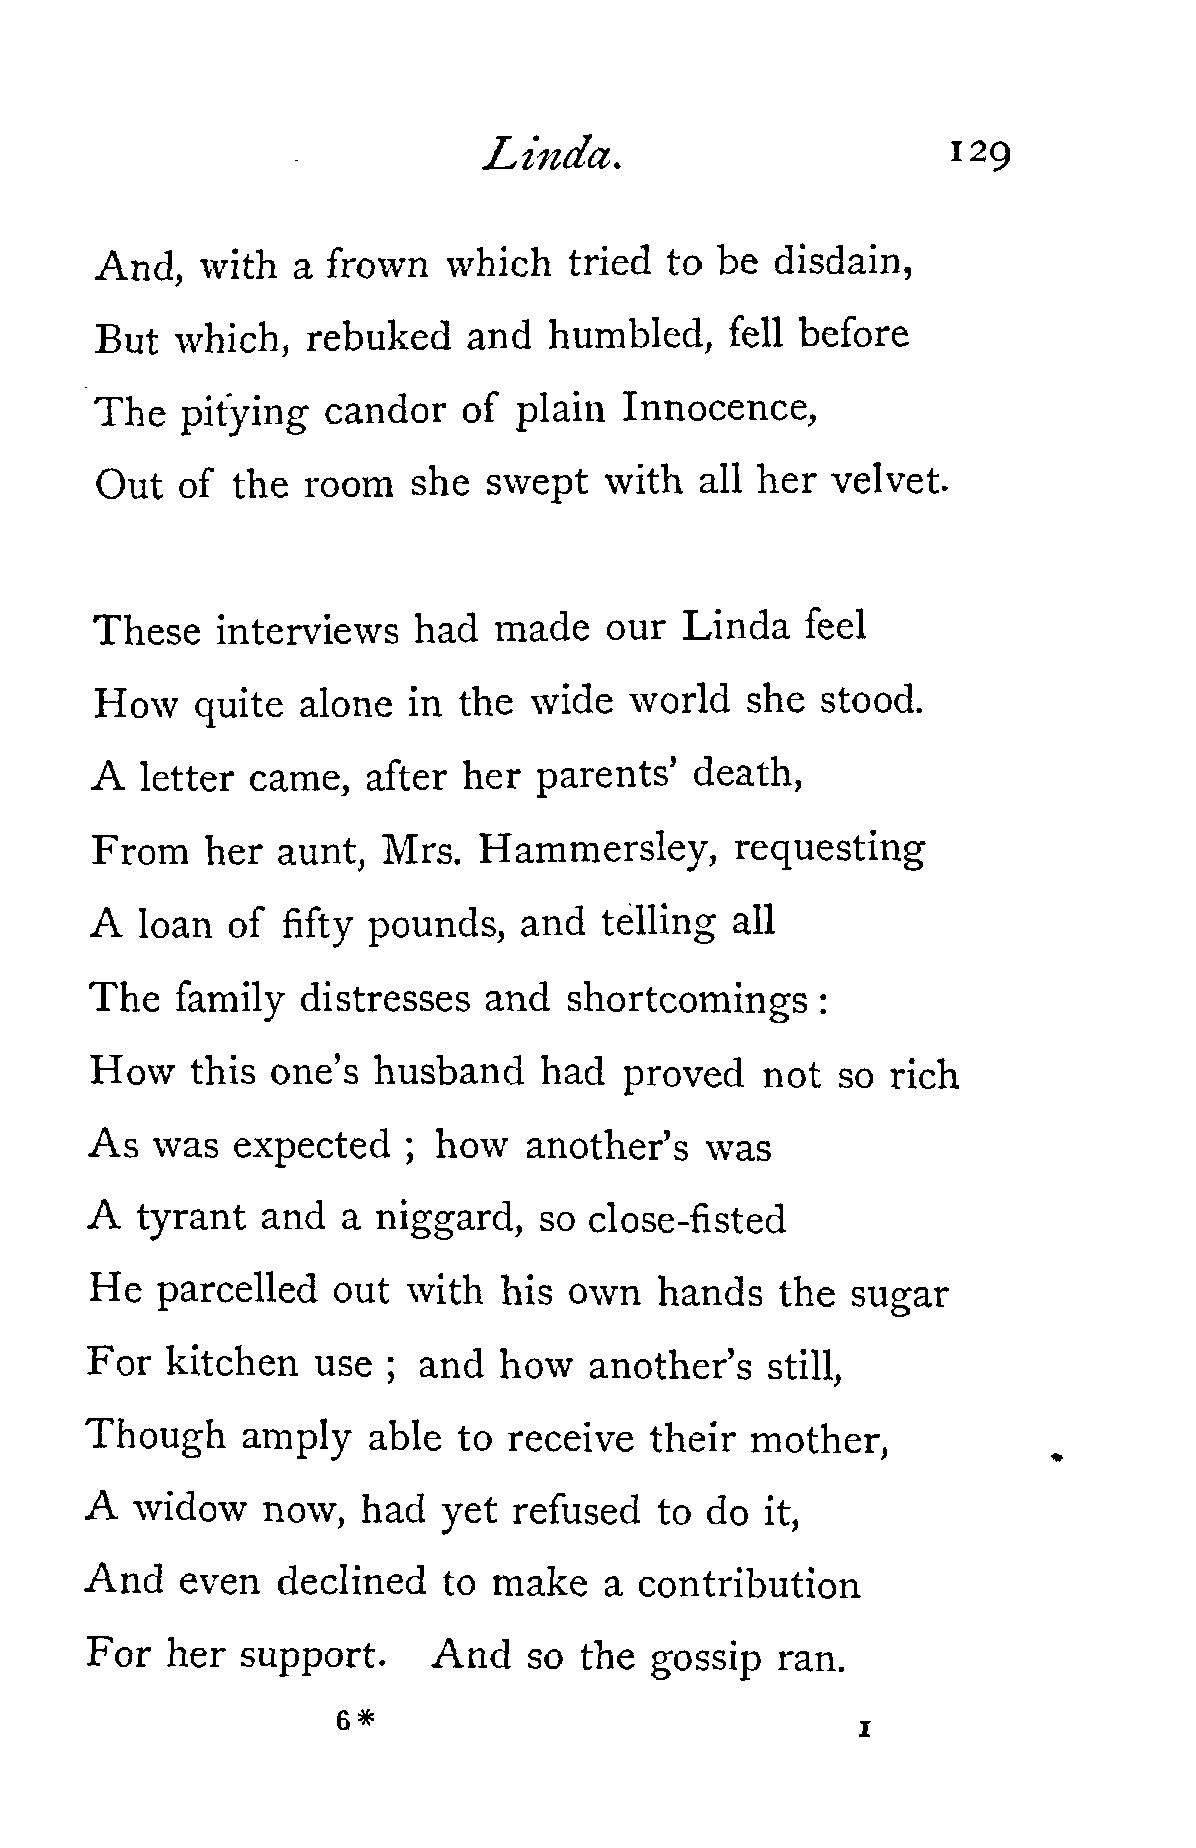 Linda. 129
And, with a frown which tried to be disdain,
But which, rebuked and humbled, fell before
The pitying candor of plain Innocence,
Out of the room she swept with all her velvet.
These interviews had made our Linda feel
How quite alone in the wide world she stood.
A letter came, after her parents' death,
From her aunt, Mrs. Hammersley, requesting
A loan of fifty pounds, and telling all
The family distresses and shortcomings :
How this one's husband had proved not so rich
As was expected ; how another's was
A tyrant and a niggard, so close-fisted
He parcelled out with his own hands the sugar
For kitchen use ; and how another's still,
Though amply able to receive their mother,
A widow now, had yet refused to do it,
And even declined to make a contribution
For her support. And so the gossip ran.
6* I